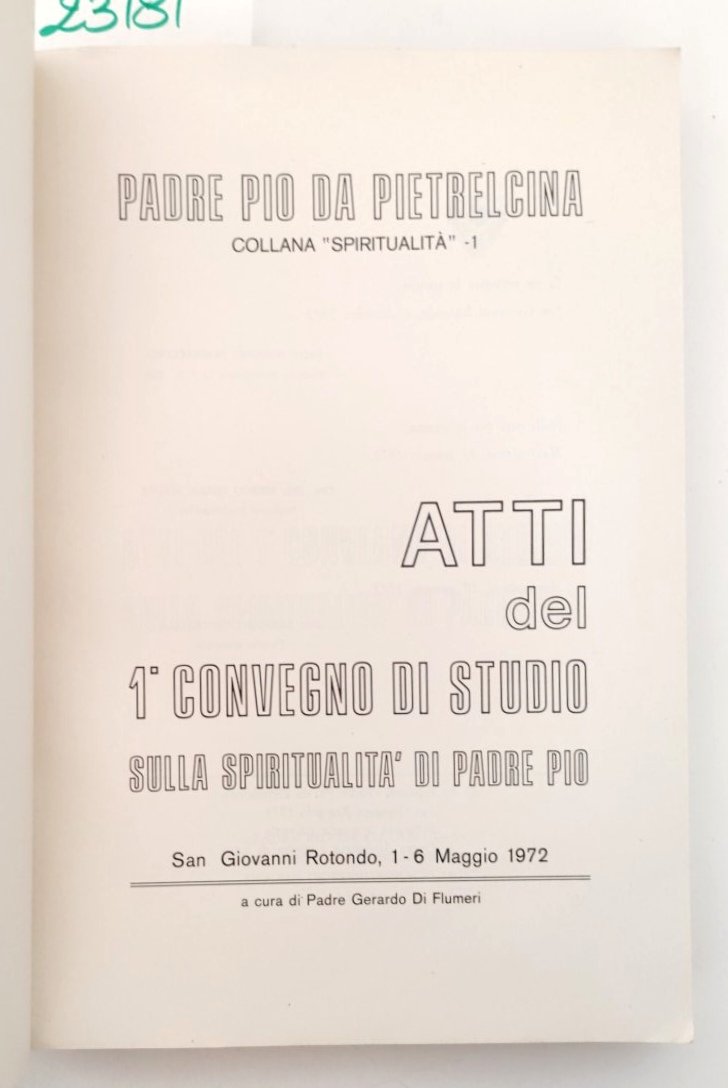 23181
PADRE PIO DA PIETRELCINA
COLLANA "SPIRITUALITÀ" -1
ATTI
del
1° CONVEGNO DI STUDIO
SULLA SPIRITUALITA' DI PADRE PIO
San Giovanni Rotondo, 1-6 Maggio 1972
a cura di Padre Gerardo Di Flumeri